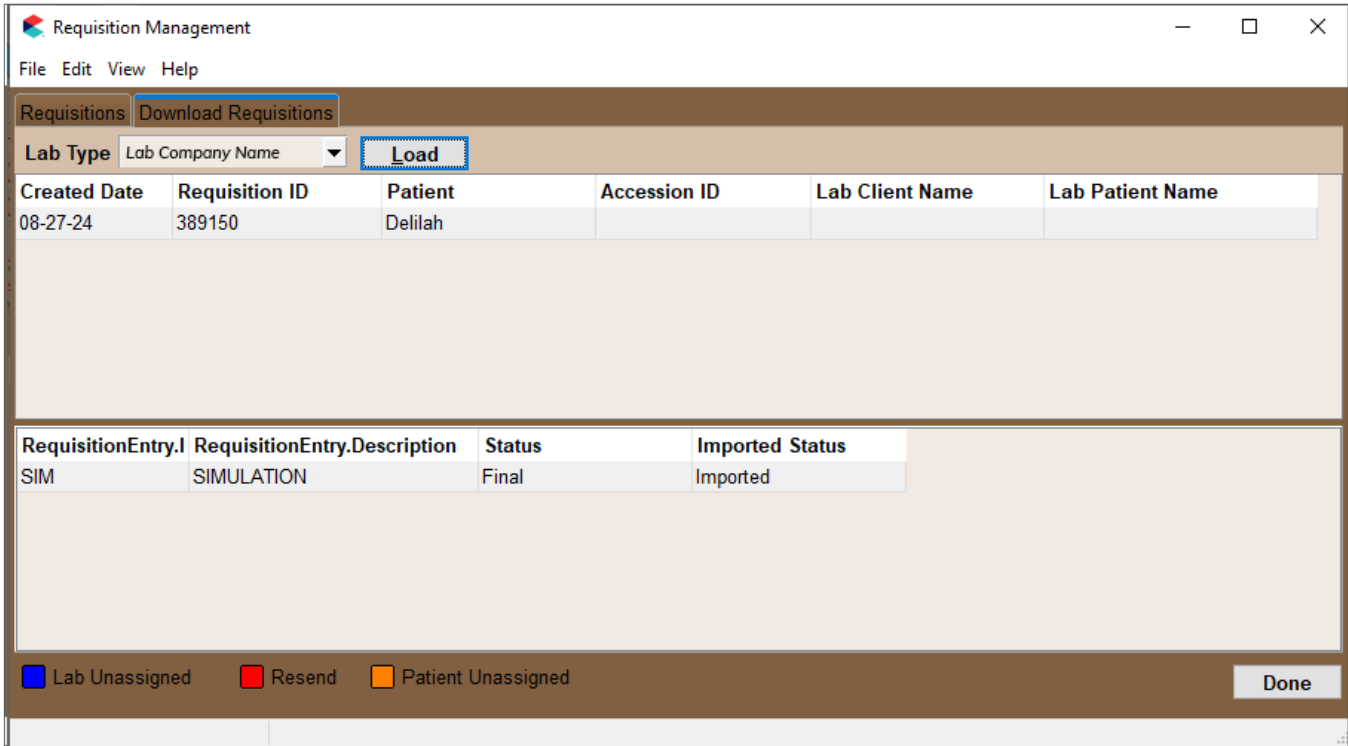 Requisition Management
File Edit View Help
Requisitions Download Requisitions
Lab Type Lab Company Name Load
Created Date Requisition ID Patient Accession ID Lab Client Name Lab Patient Name
08-27-24 389150 Delilah
RequisitionEntry.I RequisitionEntry.Description Status Imported Status
SIM SIMULATION Final Imported
Lab Unassigned Resend Patient Unassigned Done